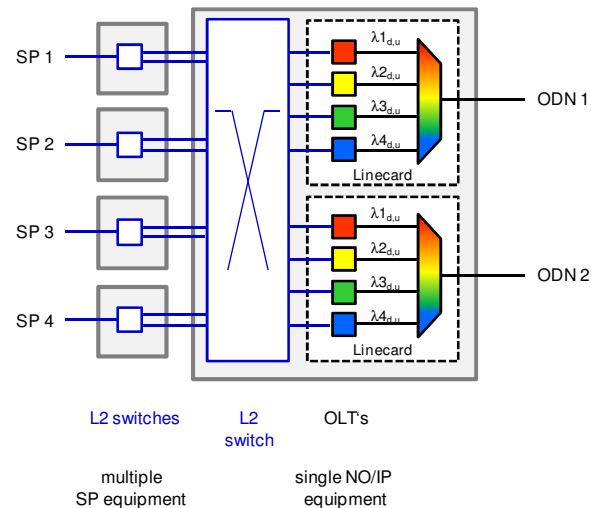 SP 1
SP 2
SP 3
SP 4
λ1d,u
λ2d,u
λ3d,u
λ4d,u
Linecard
ODN 1
λ1d,u
λ2d,u
λ3d,u
λ4d,u
Linecard
ODN 2
L2 switches
L2
switch
OLT's
multiple
SP equipment
single NO/IP
equipment